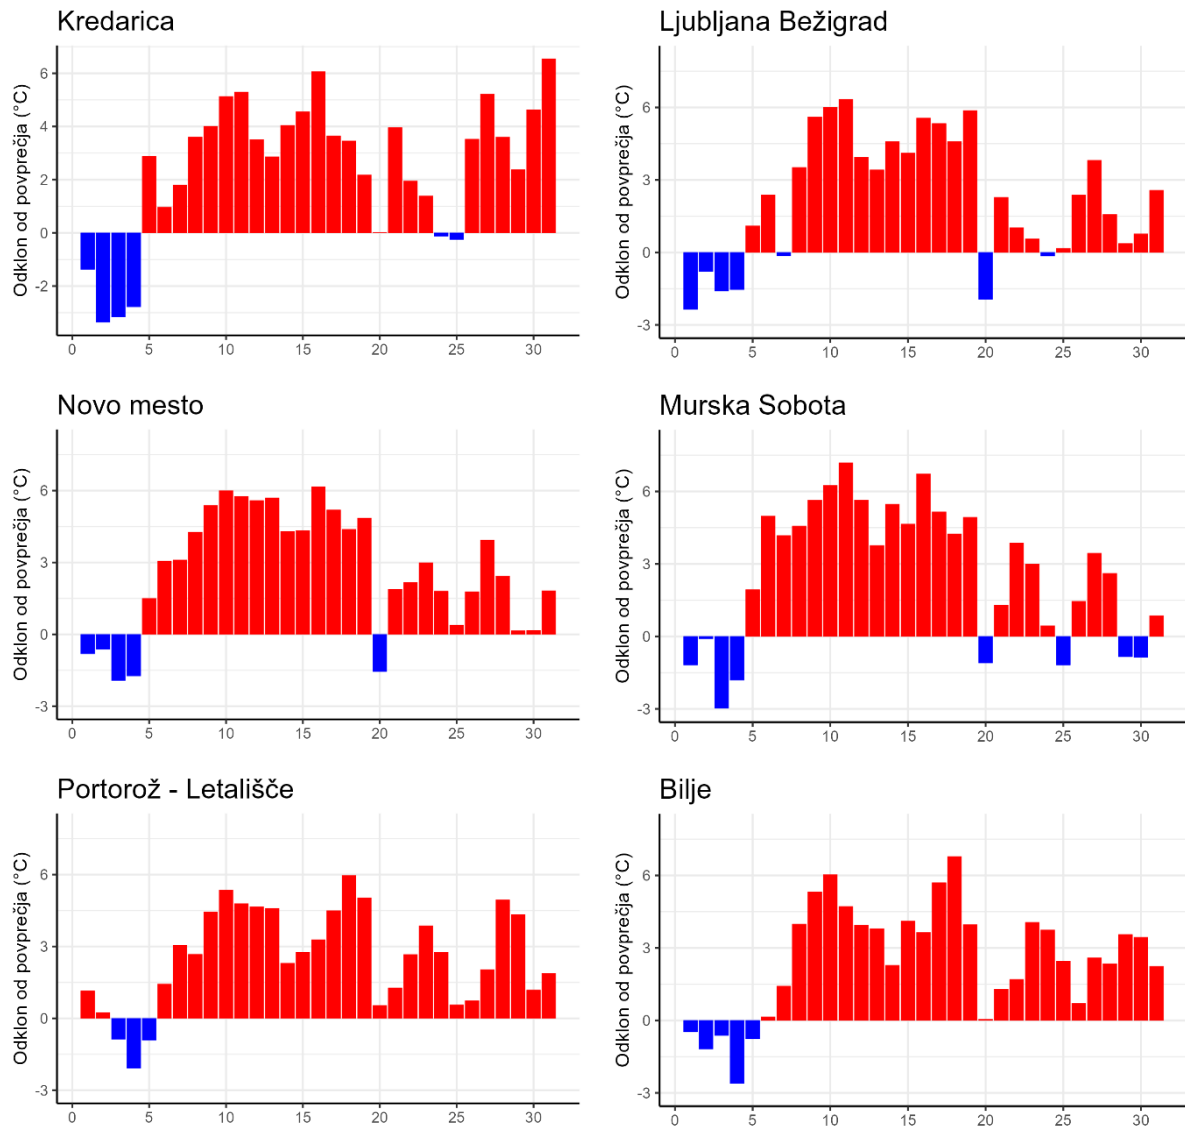 Kredarica
Odklon od povprečja (°C)
6
4
2
0
-2
0 5 10 15 20 25 30
Ljubljana Bežigrad
Odklon od povprečja (°C)
6
3
0
-3
0 5 10 15 20 25 30
Novo mesto
Odklon od povprečja (°C)
6
3
0
-3
0 5 10 15 20 25 30
Murska Sobota
Odklon od povprečja (°C)
6
3
0
-3
0 5 10 15 20 25 30
Portorož - Letališče
Odklon od povprečja (°C)
6
3
0
-3
0 5 10 15 20 25 30
Bilje
Odklon od povprečja (°C)
6
3
0
-3
0 5 10 15 20 25 30